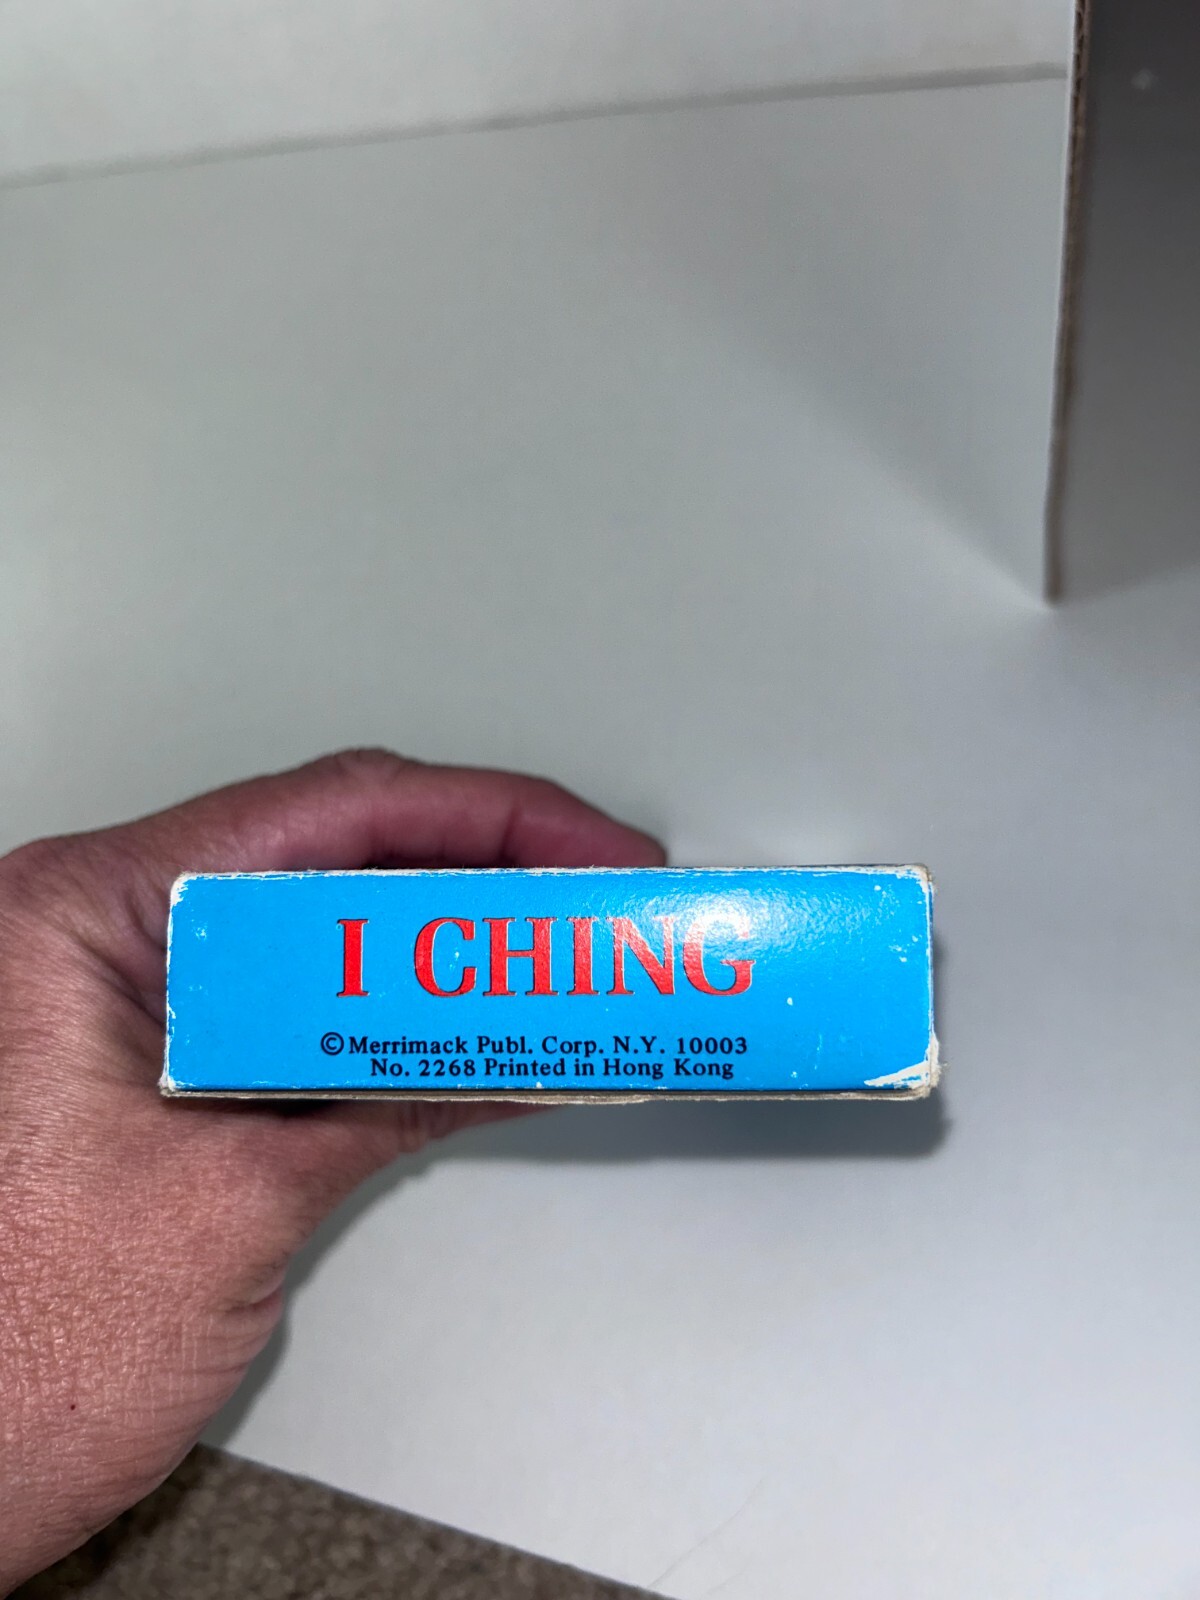 I CHING
©Merrimack Publ. Corp. N.Y. 10003
No. 2268 Printed in Hong Kong